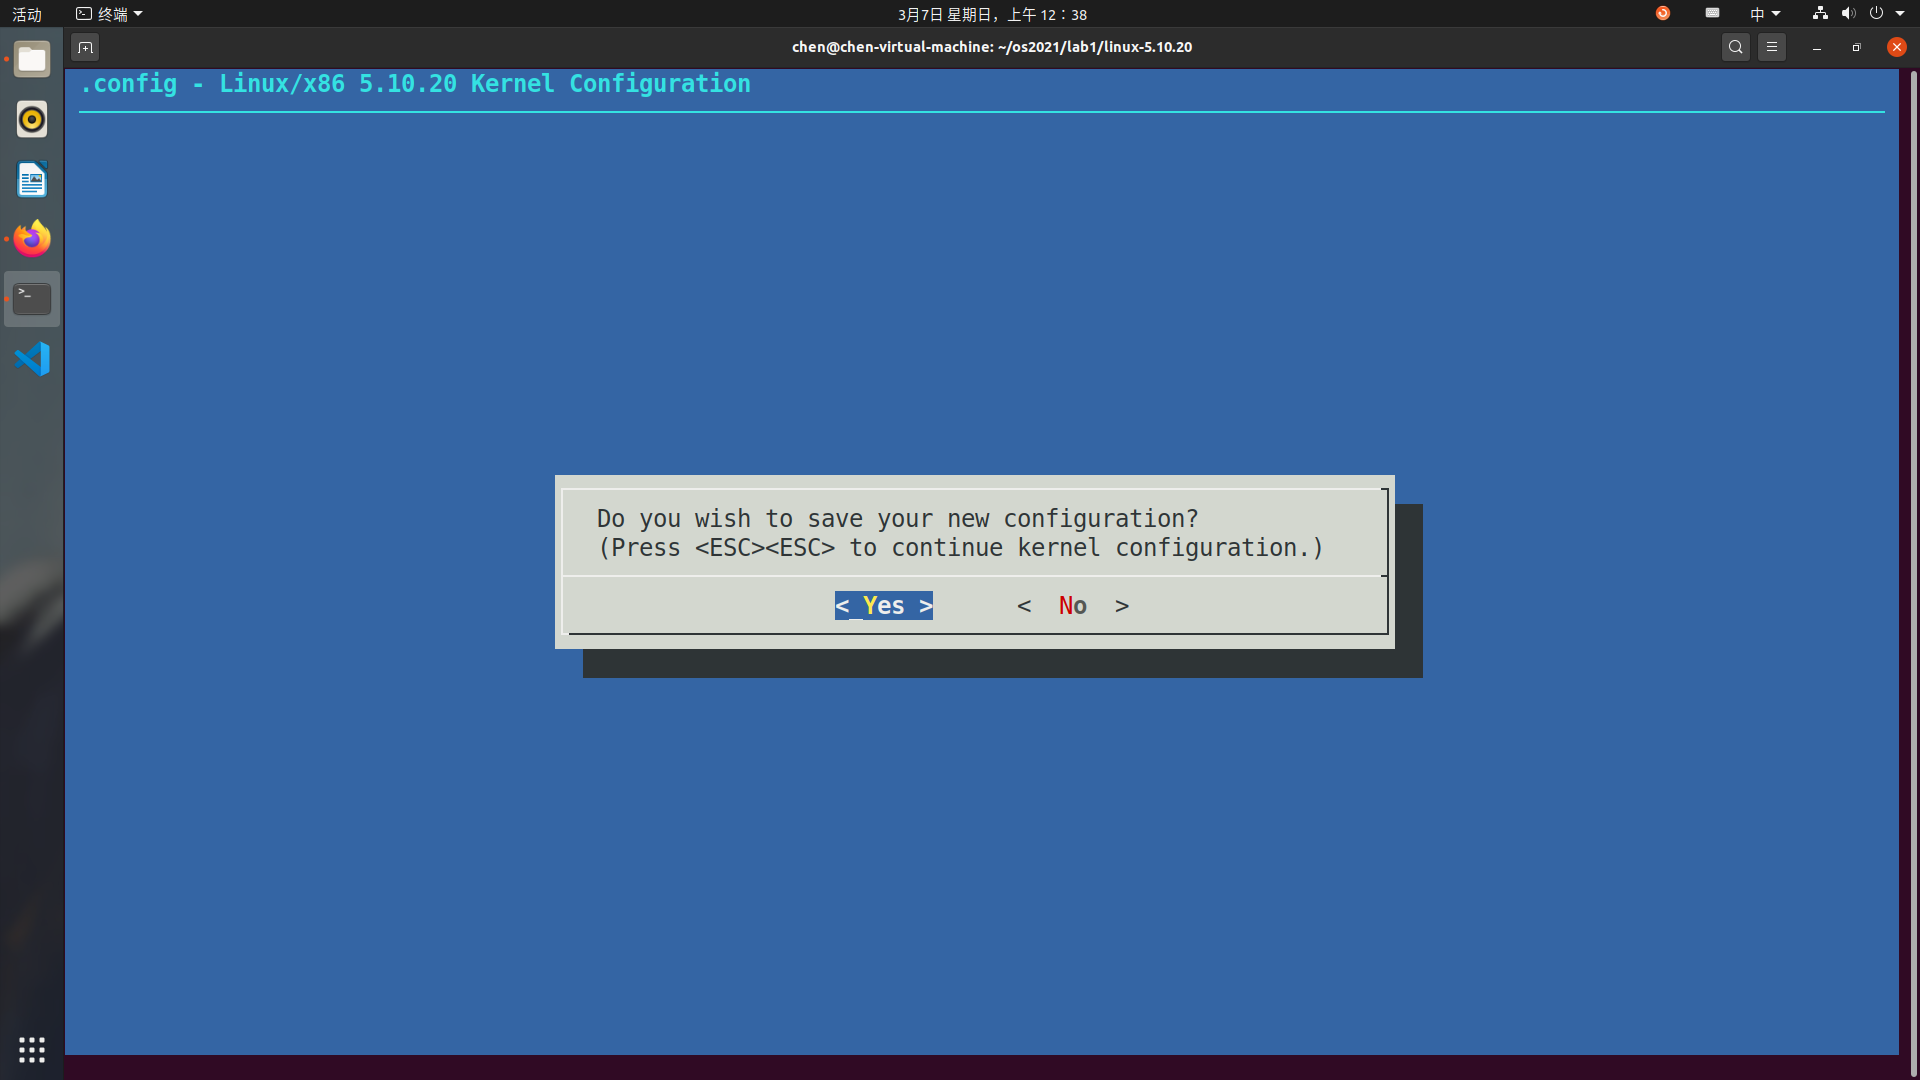 活动
终端
3月7日 星期日，上午 12：38
中
chen@chen-virtual-machine: ~/os2021/lab1/linux-5.10.20
.config - Linux/x86 5.10.20 Kernel Configuration
Do you wish to save your new configuration?
(Press <ESC><ESC> to continue kernel configuration.)
< Yes >      <  No  >